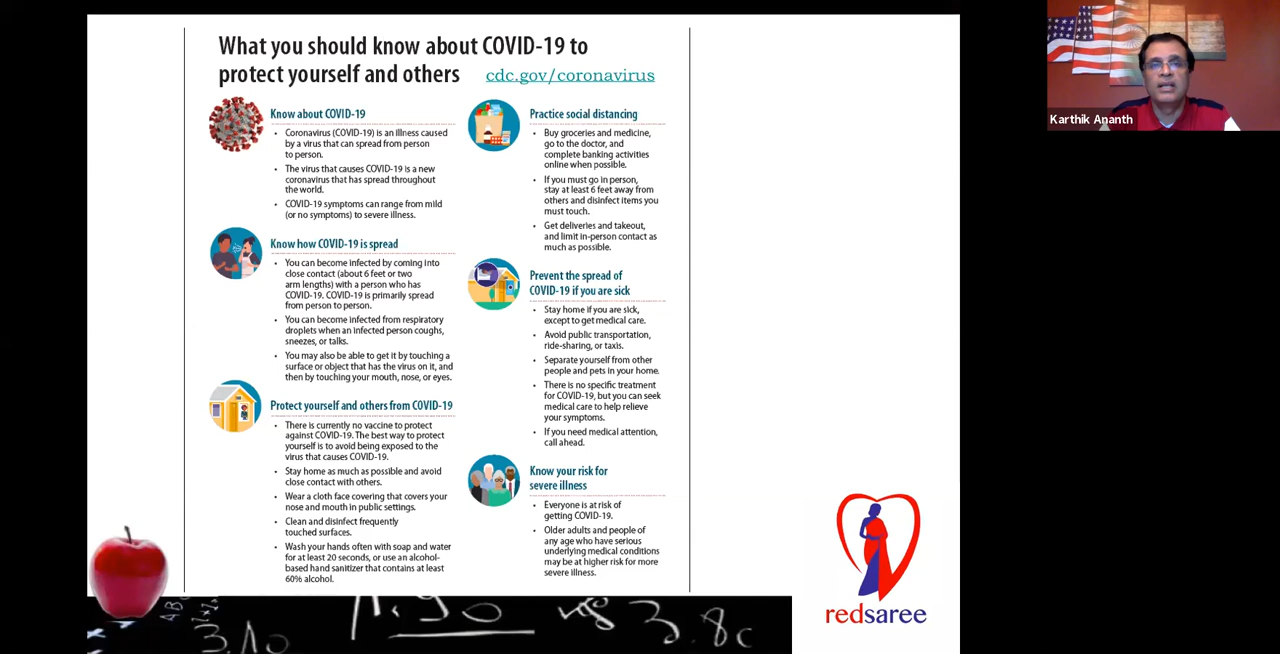 What you should know about COVID-19 to
protect yourself and others
cdc.gov/coronavirus
Know about COVID-19
• Coronavirus (COVID-19) is an illness caused
by a virus that can spread from person
to person.
• The virus that causes COVID-19 is a new
coronavirus that has spread throughout
the world.
• COVID-19 symptoms can range from mild
(or no symptoms) to severe illness.
Know how COVID-19 is spread
• You can become infected by coming into
close contact (about 6 feet or two
arm lengths) with a person who has
COVID-19. COVID-19 is primarily spread
from person to person.
• You can become infected from respiratory
droplets when an infected person coughs,
sneezes, or talks.
• You may also be able to get it by touching a
surface or object that has the virus on it, and
then by touching your mouth, nose, or eyes.
Protect yourself and others from COVID-19
• There is currently no vaccine to protect
against COVID-19. The best way to protect
yourself is to avoid being exposed to the
virus that causes COVID-19.
• Stay home as much as possible and avoid
close contact with others.
• Wear a cloth face covering that covers your
nose and mouth in public settings.
• Clean and disinfect frequently
touched surfaces.
• Wash your hands often with soap and water
for at least 20 seconds, or use an alcohol-
based hand sanitizer that contains at least
60% alcohol.
Practice social distancing
• Buy groceries and medicine,
go to the doctor, and
complete banking activities
online when possible.
• If you must go in person,
stay at least 6 feet away from
others and disinfect items you
must touch.
• Get deliveries and takeout,
and limit in-person contact as
much as possible.
Prevent the spread of
COVID-19 if you are sick
• Stay home if you are sick,
except to get medical care.
• Avoid public transportation,
ride-sharing, or taxis.
• Separate yourself from other
people and pets in your home.
• There is no specific treatment
for COVID-19, but you can seek
medical care to help relieve
your symptoms.
• If you need medical attention,
call ahead.
Know your risk for
severe illness
• Everyone is at risk of
getting COVID-19.
• Older adults and people of
any age who have serious
underlying medical conditions
may be at higher risk for more
severe illness.
Karthik Ananth
redsaree